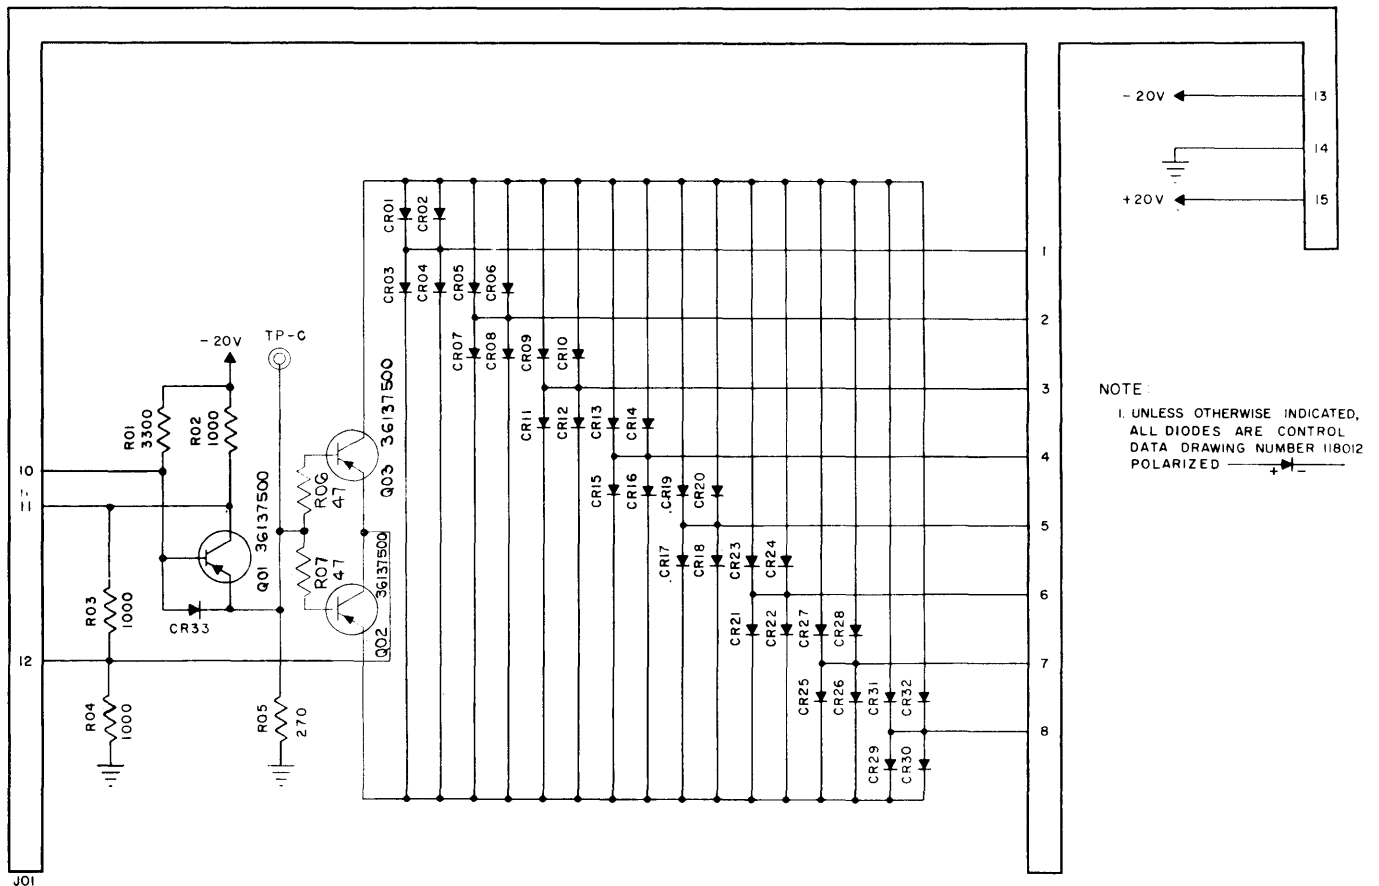 -20V
13
14
+20V
15
CR01
CR02
1
CR03
CR04
CR05
CR06
2
TP-C
-20V
CR07
CR08
CR09
CR10
3
CR11
CR12
CR13
CR14
4
CR15
CR16
CR19
CR20
5
CR17
CR18
CR23
CR24
6
CR21
CR22
CR27
CR28
7
CR25
CR26
CR31
CR32
8
CR29
CR30
R01
3300
R02
1000
10
11
Q01 36137500
R06
47
Q03 36137500
R07
47
36137500
Q02
R03
1000
CR33
12
R04
1000
R05
270
NOTE:
1. UNLESS OTHERWISE INDICATED,
ALL DIODES ARE CONTROL
DATA DRAWING NUMBER 118012
POLARIZED + -
J01